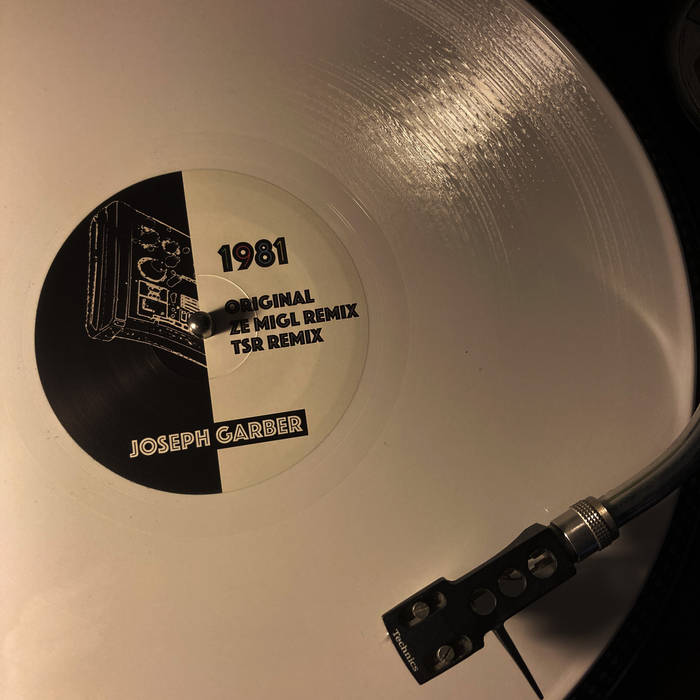 1981
ORIGINAL
ZE MIGL REMIX
TSR REMIX
JOSEPH GARBER
Technics